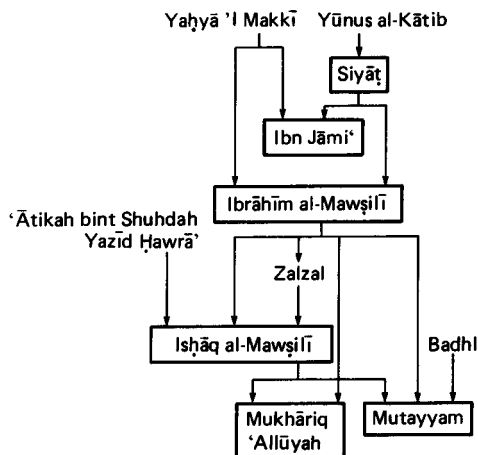 Yaḥyā 'l Makkī
Yūnus al-Kātib
Siyāṭ
Ibn Jāmi‘
Ibrāhīm al-Mawṣilī
‘Ātikah bint Shuhdah
Yazīd Ḥawrā’
Zalzal
Isḥāq al-Mawṣilī
Badhl
Mukhāriq
‘Allūyah
Mutayyam